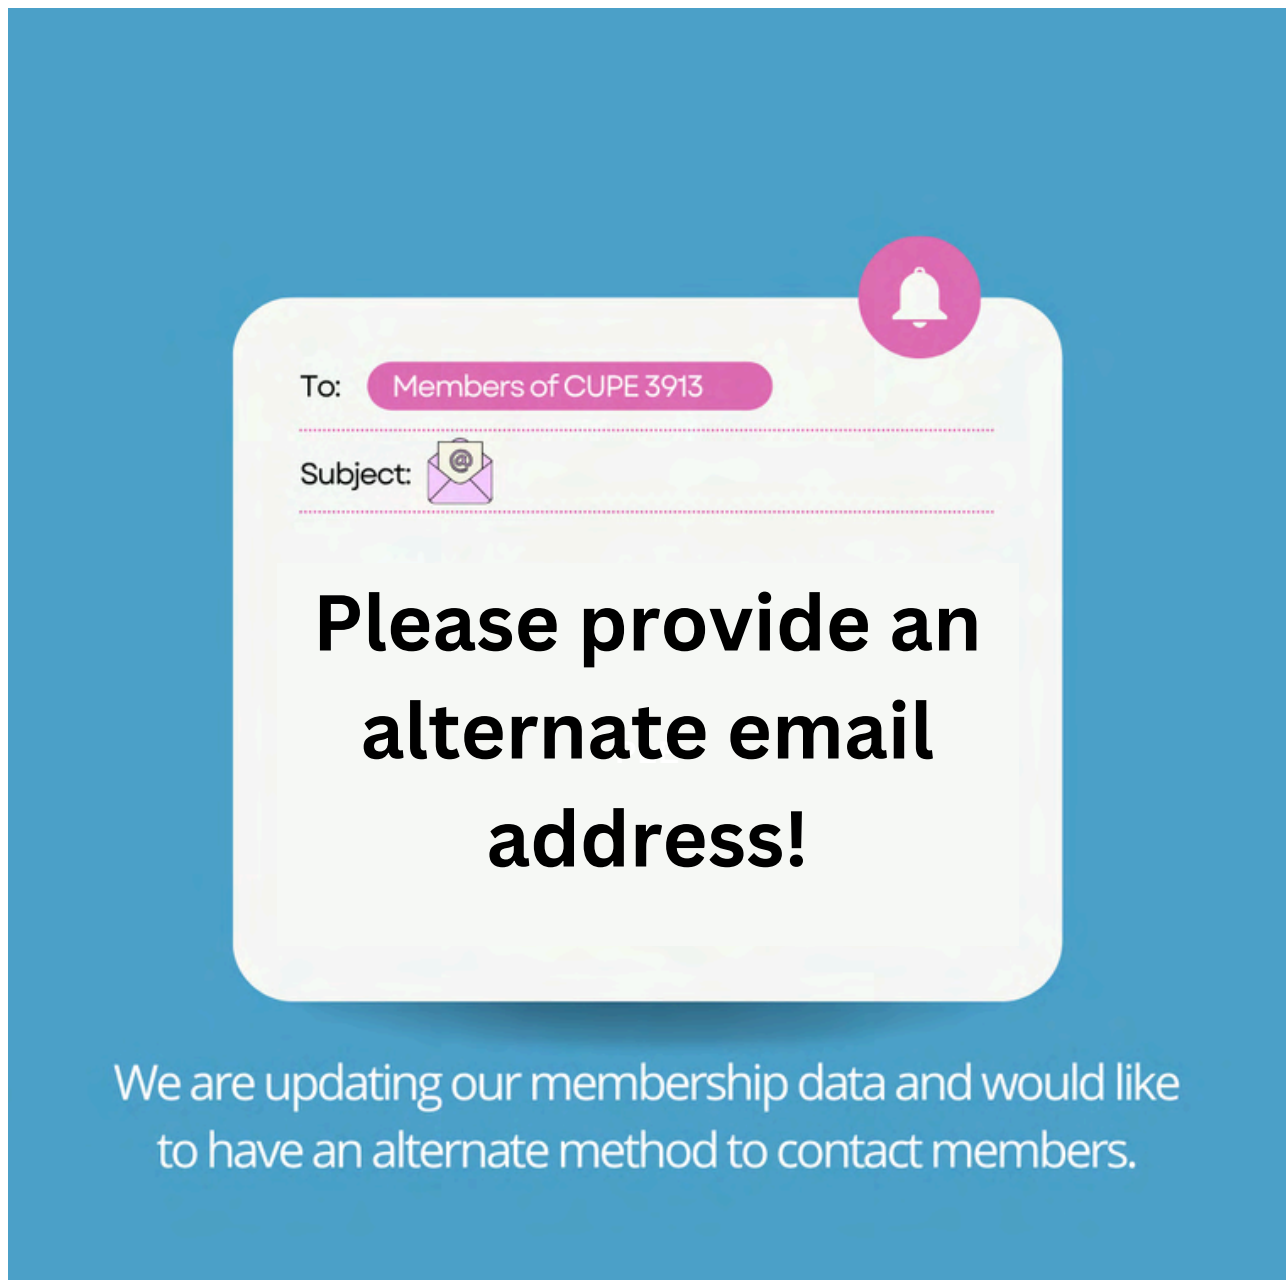 To: Members of CUPE 3913
Subject: @
Please provide an
alternate email
address!
We are updating our membership data and would like
to have an alternate method to contact members.